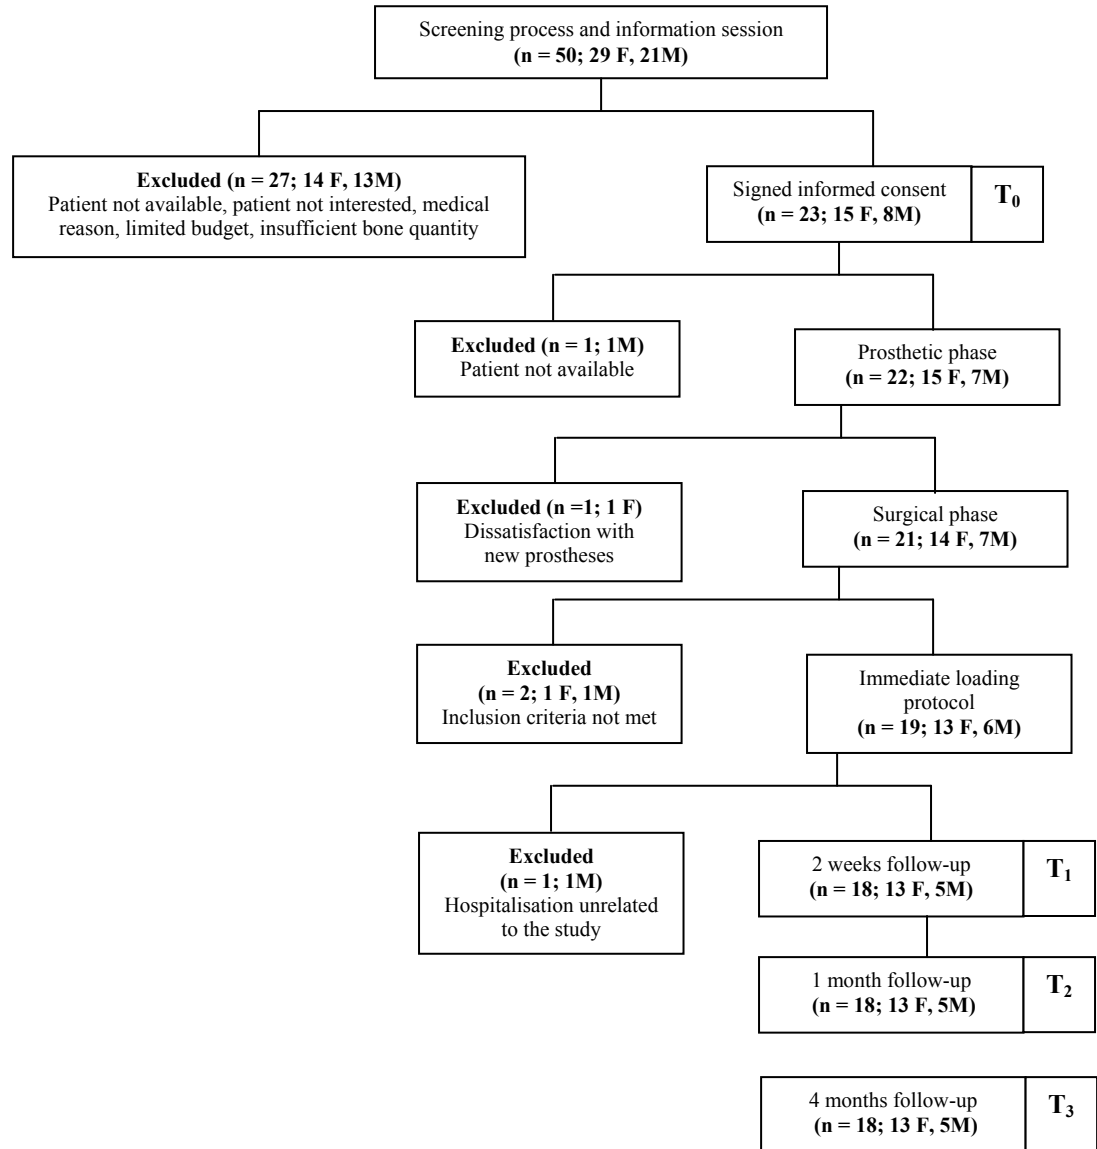 Screening process and information session
(n = 50; 29 F, 21M)
Excluded (n = 27; 14 F, 13M)
Patient not available, patient not interested, medical
reason, limited budget, insufficient bone quantity
Signed informed consent
(n = 23; 15 F, 8M)
T₀
Excluded (n = 1; 1M)
Patient not available
Prosthetic phase
(n = 22; 15 F, 7M)
Excluded (n =1; 1 F)
Dissatisfaction with
new prostheses
Surgical phase
(n = 21; 14 F, 7M)
Excluded
(n = 2; 1 F, 1M)
Inclusion criteria not met
Immediate loading
protocol
(n = 19; 13 F, 6M)
Excluded
(n = 1; 1M)
Hospitalisation unrelated
to the study
2 weeks follow-up
(n = 18; 13 F, 5M)
T₁
1 month follow-up
(n = 18; 13 F, 5M)
T₂
4 months follow-up
(n = 18; 13 F, 5M)
T₃